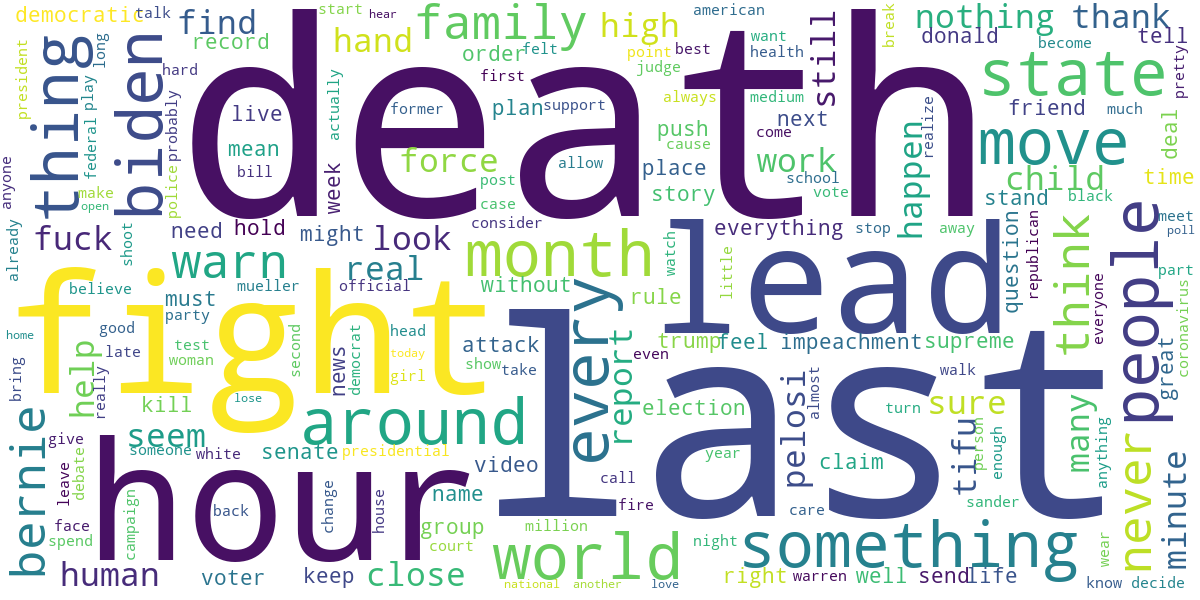 death
last
fight
hour
lead
thing
biden
family
state
move
people
never
something
world
around
every
month
bernie
find
hand
high
still
nothing
thank
tell
donald
become
american
want
health
best
point
judge
hear
start
talk
democratic
president
long
federal
play
hard
probably
record
live
mean
bill
police
make
open
anyone
already
shoot
fuck
need
hold
might
look
week
actually
former
order
felt
first
plan
support
force
allow
post
case
consider
story
place
push
cause
always
medium
come
next
work
school
vote
happen
realize
break
friend
much
pretty
deal
time
child
stand
black
everything
stop
away
question
republican
think
everyone
meet
poll
part
coronavirus
great
minute
many
anything
know
decide
wear
enough
person
tifu
sander
sure
walk
turn
supreme
impeachment
feel
trump
rule
watch
little
even
report
election
pelosi
almost
claim
year
care
call
fire
video
attack
take
show
without
real
official
mueller
warn
believe
must
party
good
late
test
woman
second
lose
news
democrat
head
today
girl
home
bring
really
help
kill
seem
someone
white
senate
presidential
give
leave
debate
face
spend
campaign
human
back
voter
change
house
keep
close
name
group
court
million
national
another
love
night
right
warren
well
send
life